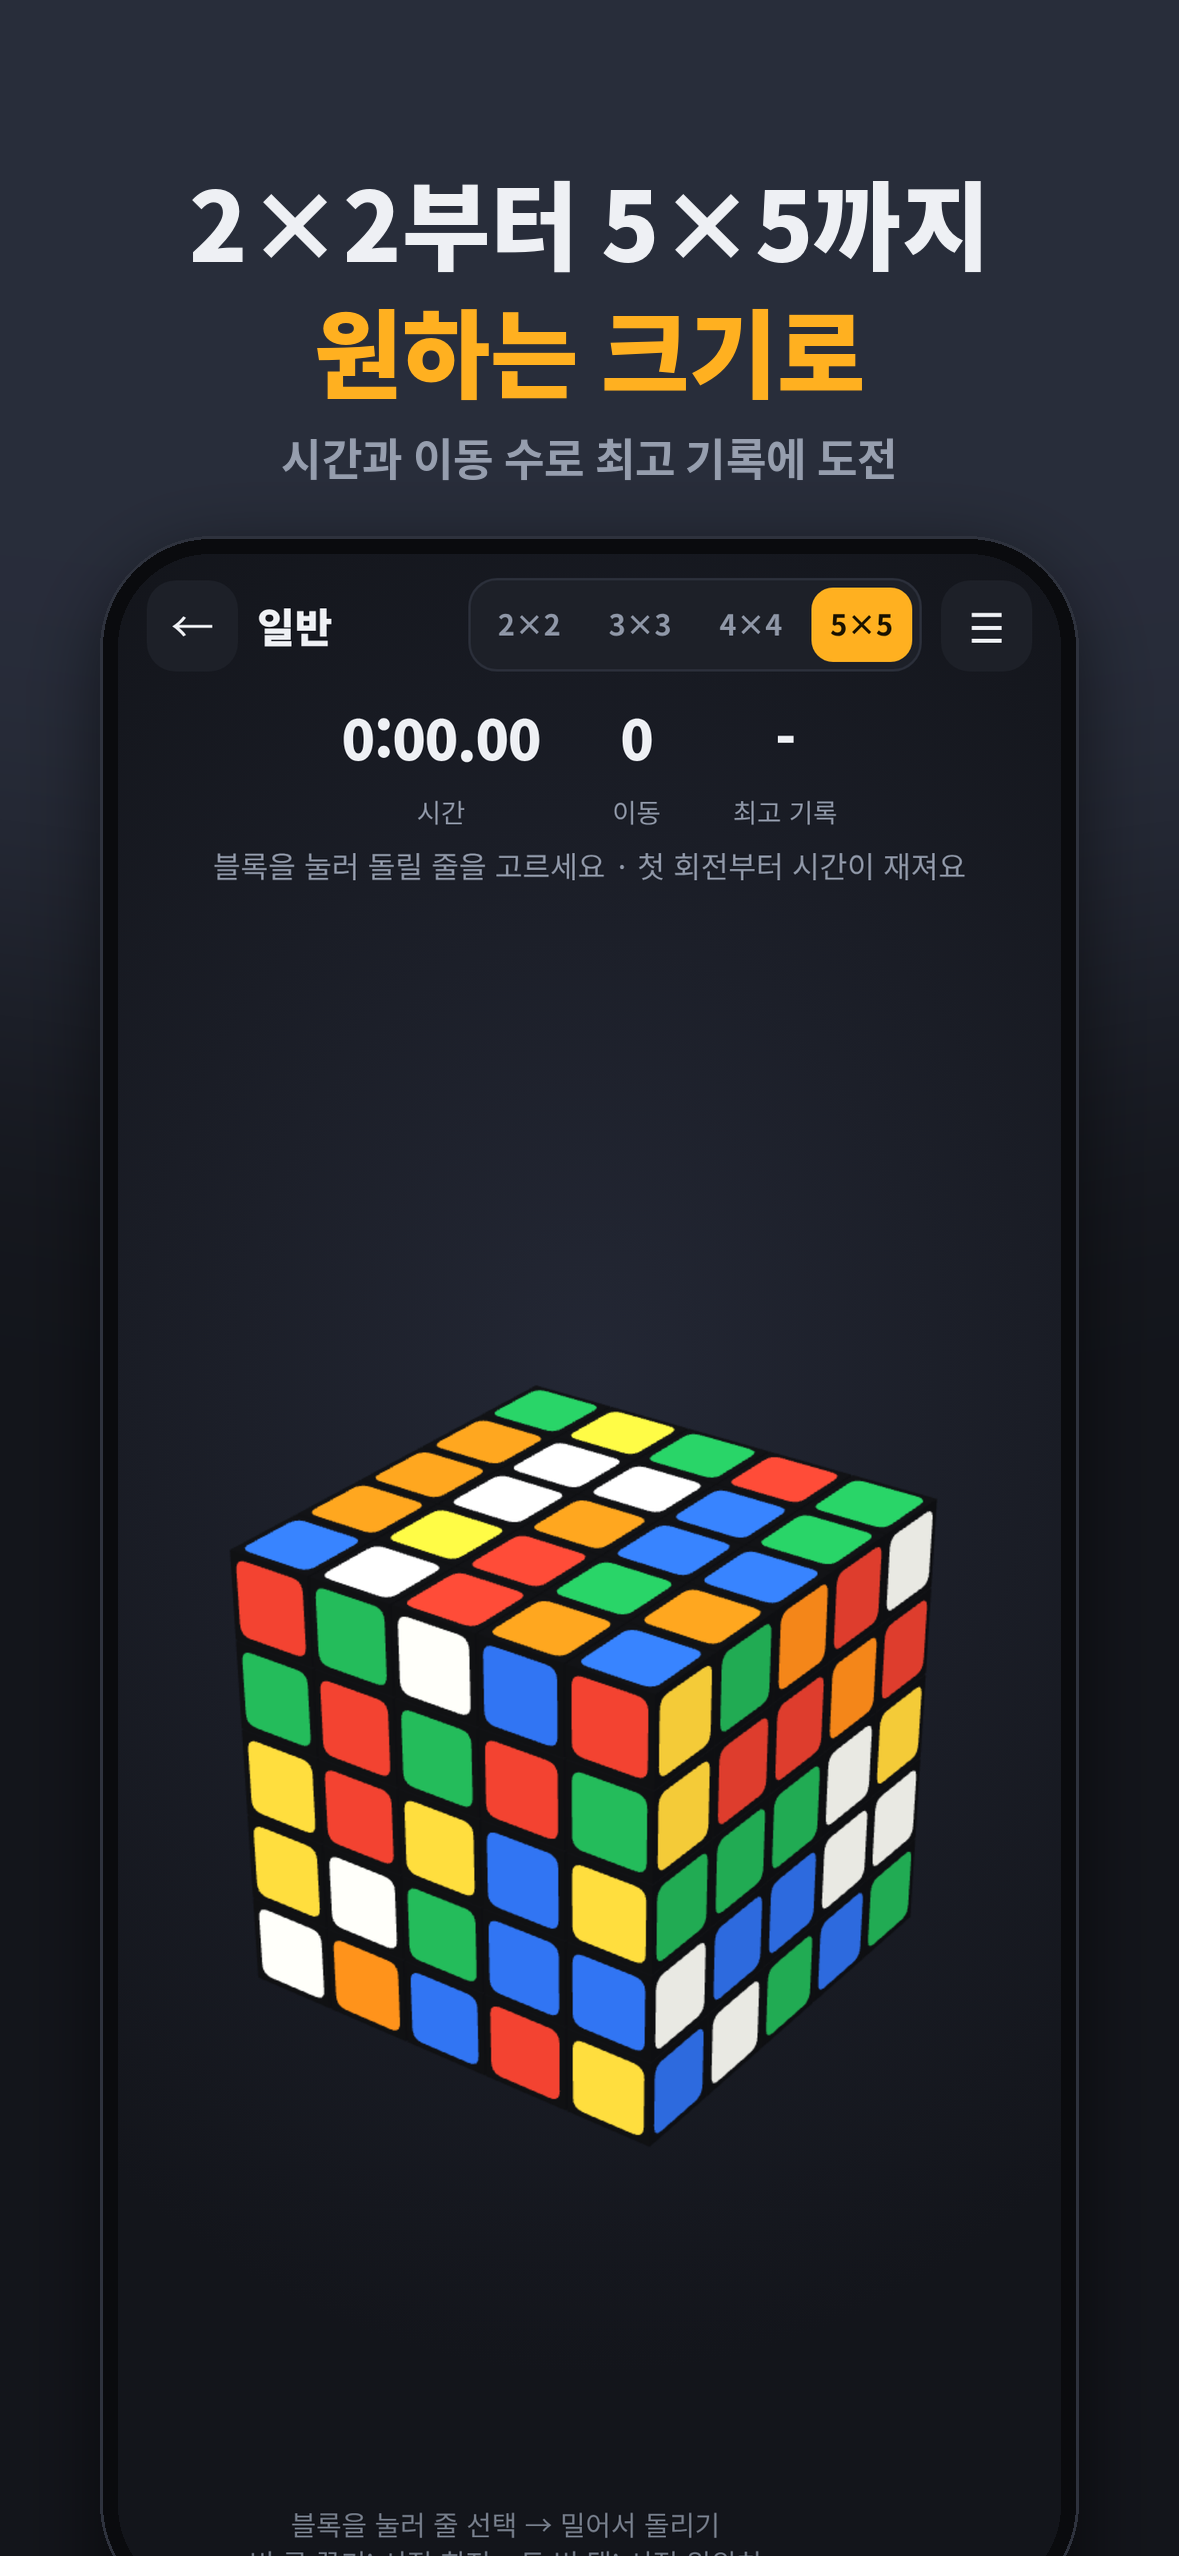 2×2부터 5×5까지
원하는 크기로
시간과 이동 수로 최고 기록에 도전
← 일반 2×2 3×3 4×4 5×5 ☰
0:00.00 0 -
시간 이동 최고 기록
블록을 눌러 돌릴 줄을 고르세요 · 첫 회전부터 시간이 재져요
블록을 눌러 줄 선택 → 밀어서 돌리기